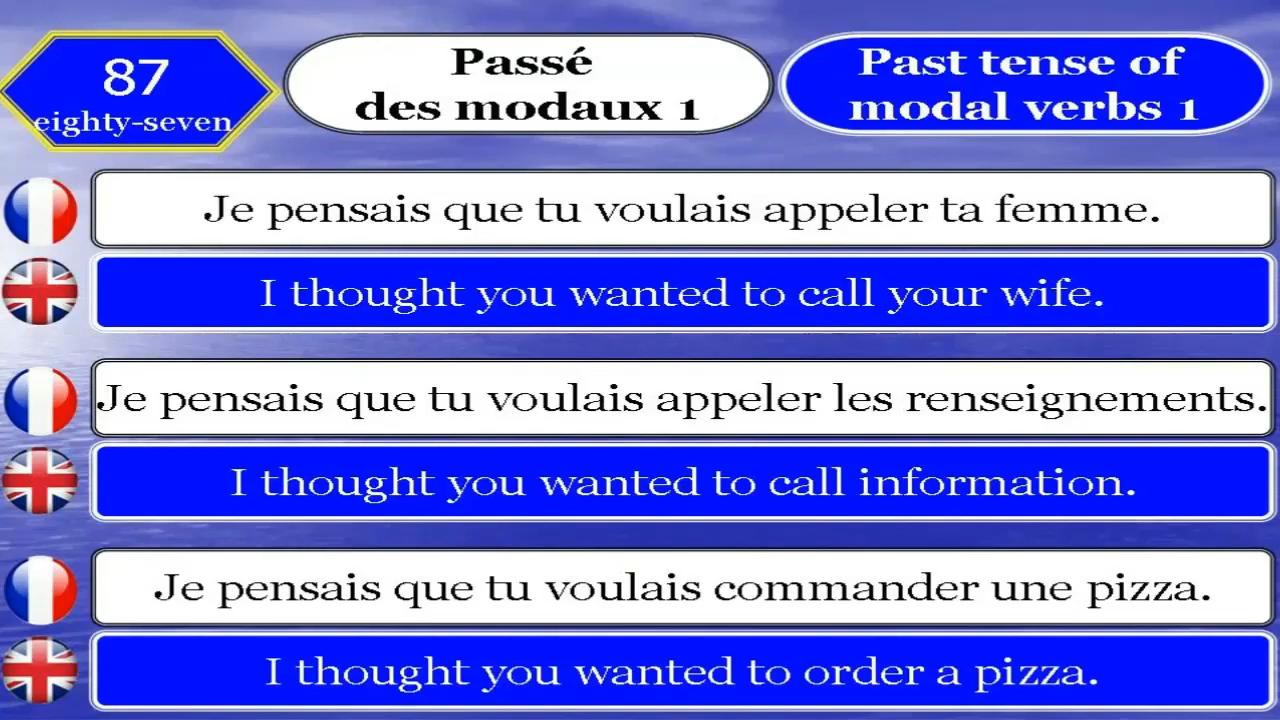 87
eighty-seven
Passé
des modaux 1
Past tense of
modal verbs 1
Je pensais que tu voulais appeler ta femme.
I thought you wanted to call your wife.
Je pensais que tu voulais appeler les renseignements.
I thought you wanted to call information.
Je pensais que tu voulais commander une pizza.
I thought you wanted to order a pizza.